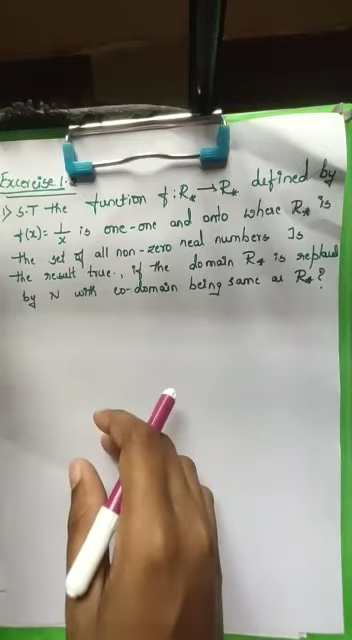 Excercise 1:
1) S.T the function f: R* → R* defined by
f(x) = 1/x is one-one and onto where R* is
the set of all non-zero real numbers Is
the result true., if the domain R* is replaced
by N with co-domain being same as R*?